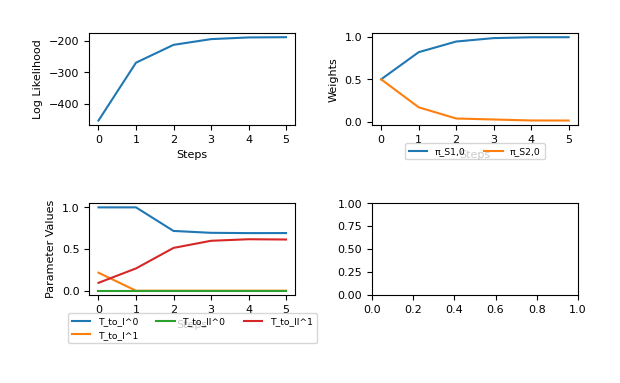 Log Likelihood
−200
−300
−400
0 1 2 3 4 5
Steps
Weights
1.0
0.5
0.0
0 1 2 3 4 5
Steps
π_S1,0 π_S2,0
Parameter Values
1.0
0.5
0.0
0 1 2 3 4 5
Steps
T_to_I^0 T_to_II^0 T_to_II^1
T_to_I^1
1.00
0.75
0.50
0.25
0.00
0.0 0.2 0.4 0.6 0.8 1.0